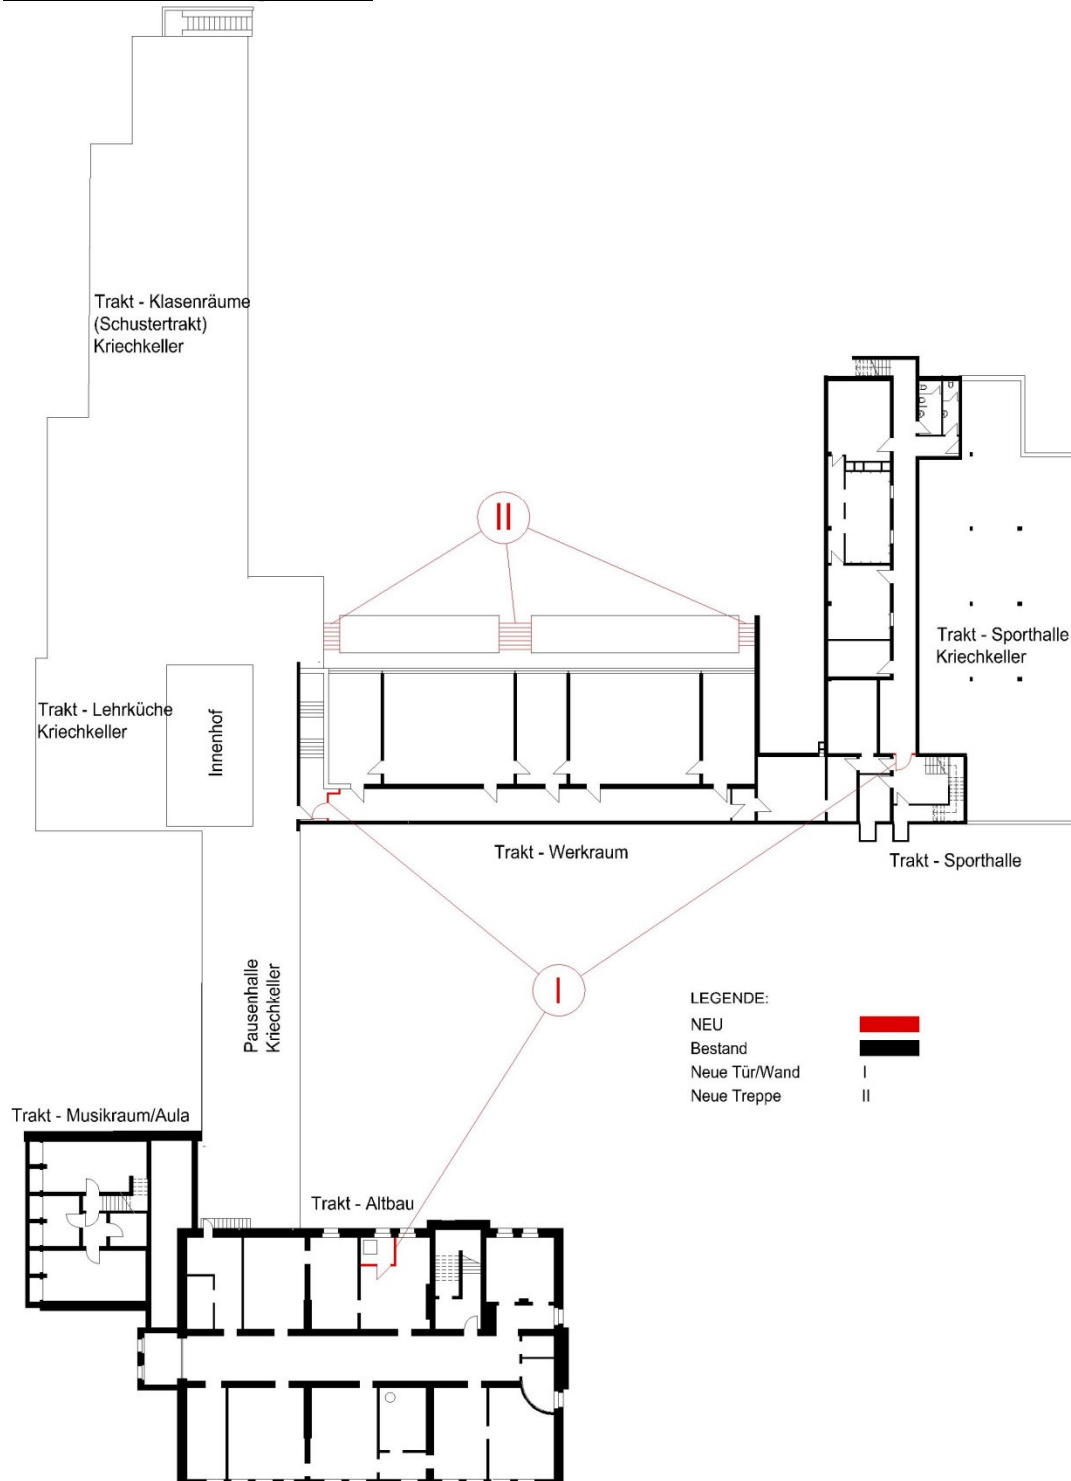 Trakt - Klasenräume
(Schustertrakt)
Kriechkeller
II
Trakt - Sporthalle
Kriechkeller
Trakt - Lehrküche
Kriechkeller
Innenhof
Trakt - Werkraum
Trakt - Sporthalle
Pausenhalle
Kriechkeller
I
LEGENDE:
NEU
Bestand
Neue Tür/Wand I
Neue Treppe II
Trakt - Musikraum/Aula
Trakt - Altbau